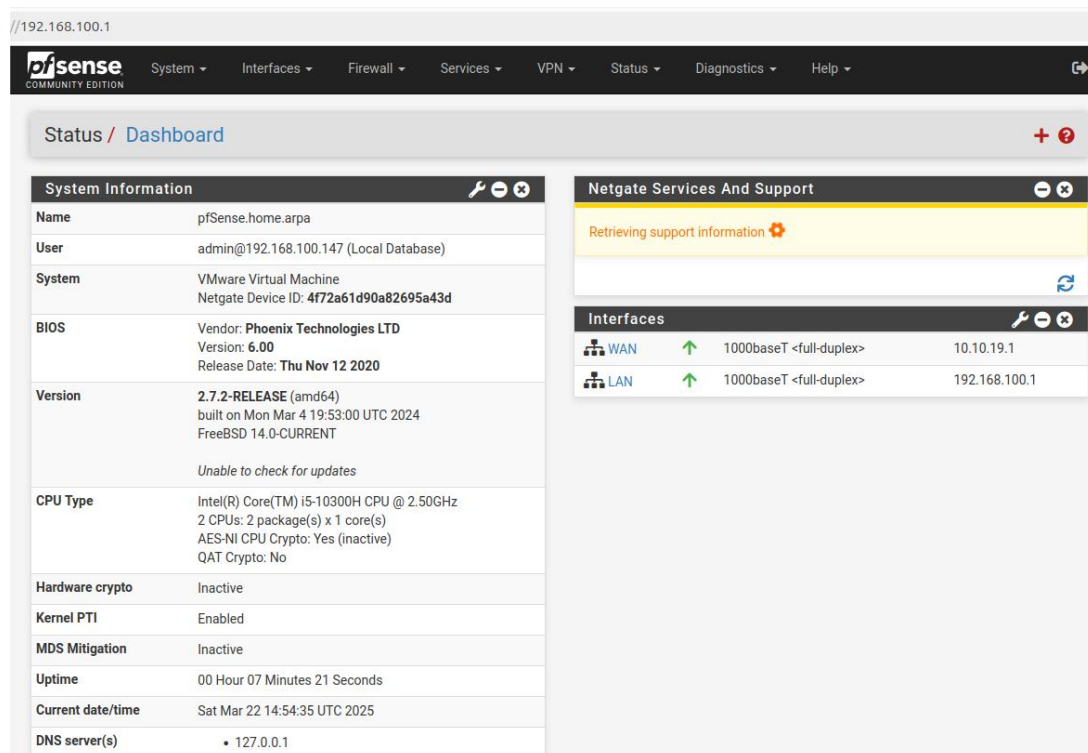 //192.168.100.1
pfsense
COMMUNITY EDITION
System Interfaces Firewall Services VPN Status Diagnostics Help
Status / Dashboard
System Information
Name pfSense.home.arpa
User admin@192.168.100.147 (Local Database)
System VMware Virtual Machine
Netgate Device ID: 4f72a61d90a82695a43d
BIOS Vendor: Phoenix Technologies LTD
Version: 6.00
Release Date: Thu Nov 12 2020
Version 2.7.2-RELEASE (amd64)
built on Mon Mar 4 19:53:00 UTC 2024
FreeBSD 14.0-CURRENT
Unable to check for updates
CPU Type Intel(R) Core(TM) i5-10300H CPU @ 2.50GHz
2 CPUs: 2 package(s) x 1 core(s)
AES-NI CPU Crypto: Yes (inactive)
QAT Crypto: No
Hardware crypto Inactive
Kernel PTI Enabled
MDS Mitigation Inactive
Uptime 00 Hour 07 Minutes 21 Seconds
Current date/time Sat Mar 22 14:54:35 UTC 2025
DNS server(s) • 127.0.0.1
Netgate Services And Support
Retrieving support information
Interfaces
WAN 1000baseT <full-duplex> 10.10.19.1
LAN 1000baseT <full-duplex> 192.168.100.1